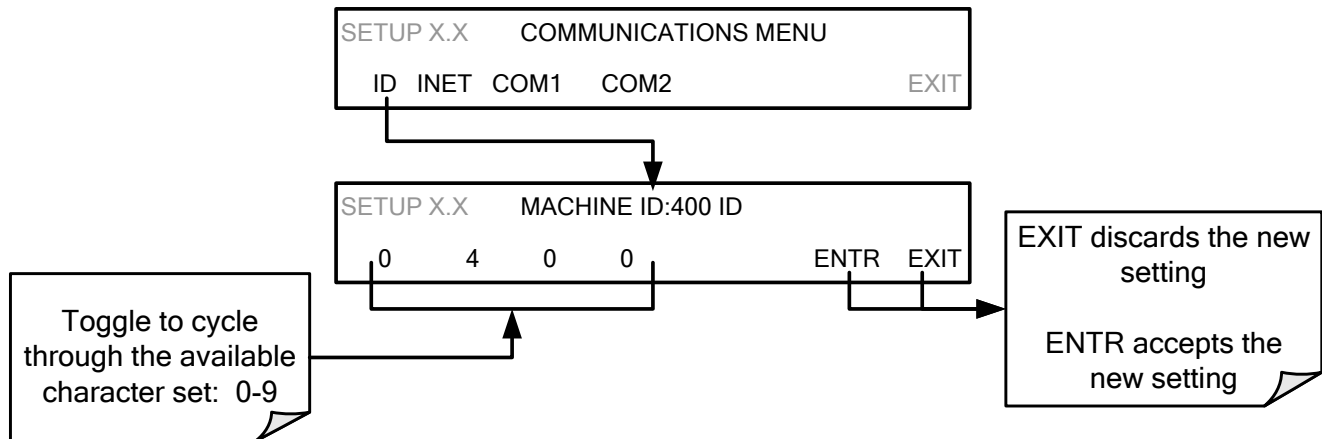 SETUP X.X COMMUNICATIONS MENU
ID INET COM1 COM2 EXIT
SETUP X.X MACHINE ID:400 ID
0 4 0 0 ENTR EXIT
Toggle to cycle
through the available
character set: 0-9
EXIT discards the new
setting
ENTR accepts the
new setting